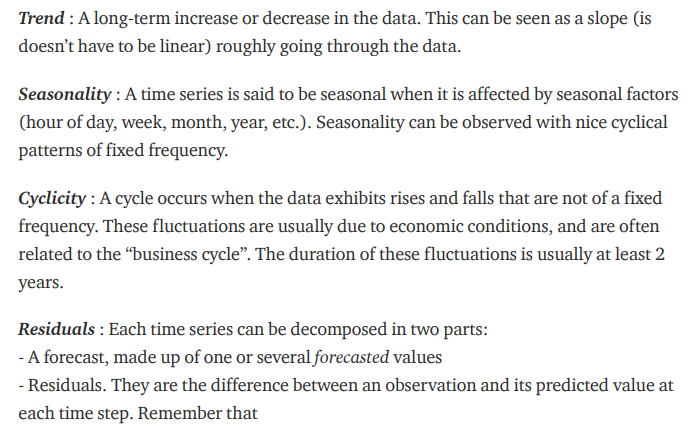 Trend : A long-term increase or decrease in the data. This can be seen as a slope (is
doesn’t have to be linear) roughly going through the data.
Seasonality : A time series is said to be seasonal when it is affected by seasonal factors
(hour of day, week, month, year, etc.). Seasonality can be observed with nice cyclical
patterns of fixed frequency.
Cyclicity : A cycle occurs when the data exhibits rises and falls that are not of a fixed
frequency. These fluctuations are usually due to economic conditions, and are often
related to the “business cycle”. The duration of these fluctuations is usually at least 2
years.
Residuals : Each time series can be decomposed in two parts:
- A forecast, made up of one or several forecasted values
- Residuals. They are the difference between an observation and its predicted value at
each time step. Remember that